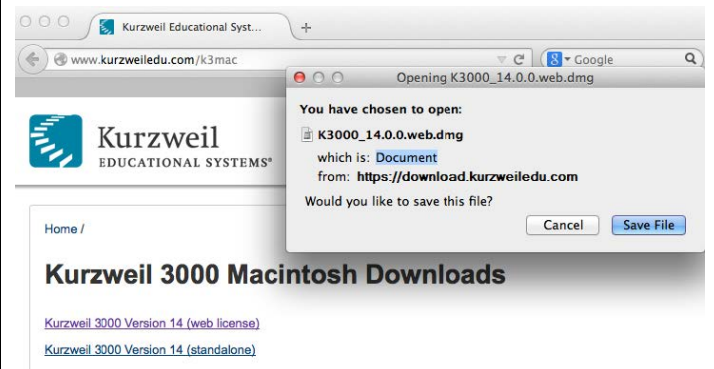 Kurzweil Educational Syst...
www.kurzweiledu.com/k3mac
Google
Opening K3000_14.0.0.web.dmg
You have chosen to open:
K3000_14.0.0.web.dmg
which is: Document
from: https://download.kurzweiledu.com
Would you like to save this file?
Cancel Save File
Kurzweil
EDUCATIONAL SYSTEMS®
Home /
Kurzweil 3000 Macintosh Downloads
Kurzweil 3000 Version 14 (web license)
Kurzweil 3000 Version 14 (standalone)